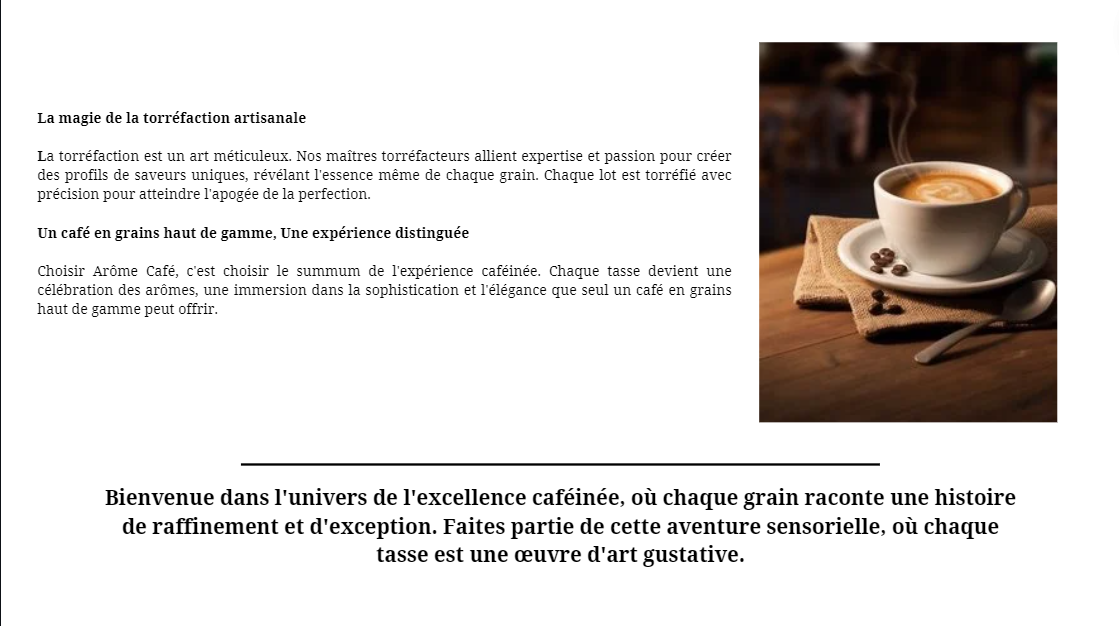 La magie de la torréfaction artisanale
La torréfaction est un art méticuleux. Nos maîtres torréfacteurs allient expertise et passion pour créer
des profils de saveurs uniques, révélant l'essence même de chaque grain. Chaque lot est torréfié avec
précision pour atteindre l'apogée de la perfection.
Un café en grains haut de gamme, Une expérience distinguée
Choisir Arôme Café, c'est choisir le summum de l'expérience caféinée. Chaque tasse devient une
célébration des arômes, une immersion dans la sophistication et l'élégance que seul un café en grains
haut de gamme peut offrir.
Bienvenue dans l'univers de l'excellence caféinée, où chaque grain raconte une histoire
de raffinement et d'exception. Faites partie de cette aventure sensorielle, où chaque
tasse est une œuvre d'art gustative.